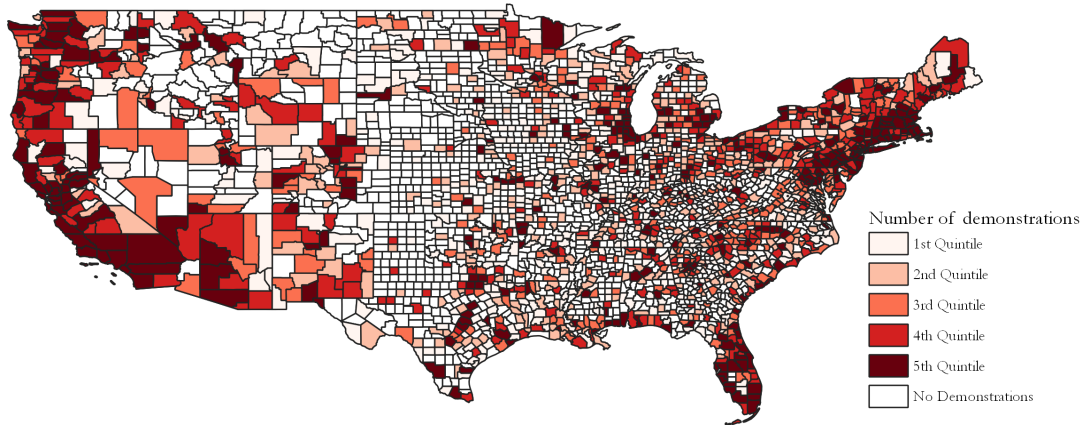 Number of demonstrations
1st Quintile
2nd Quintile
3rd Quintile
4th Quintile
5th Quintile
No Demonstrations